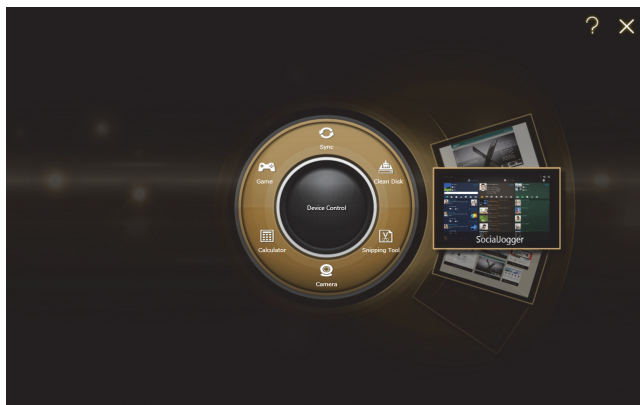 ?
Sync
Game
Clean Disk
Device Control
SocialJogger
Calculator
Snipping Tool
Camera